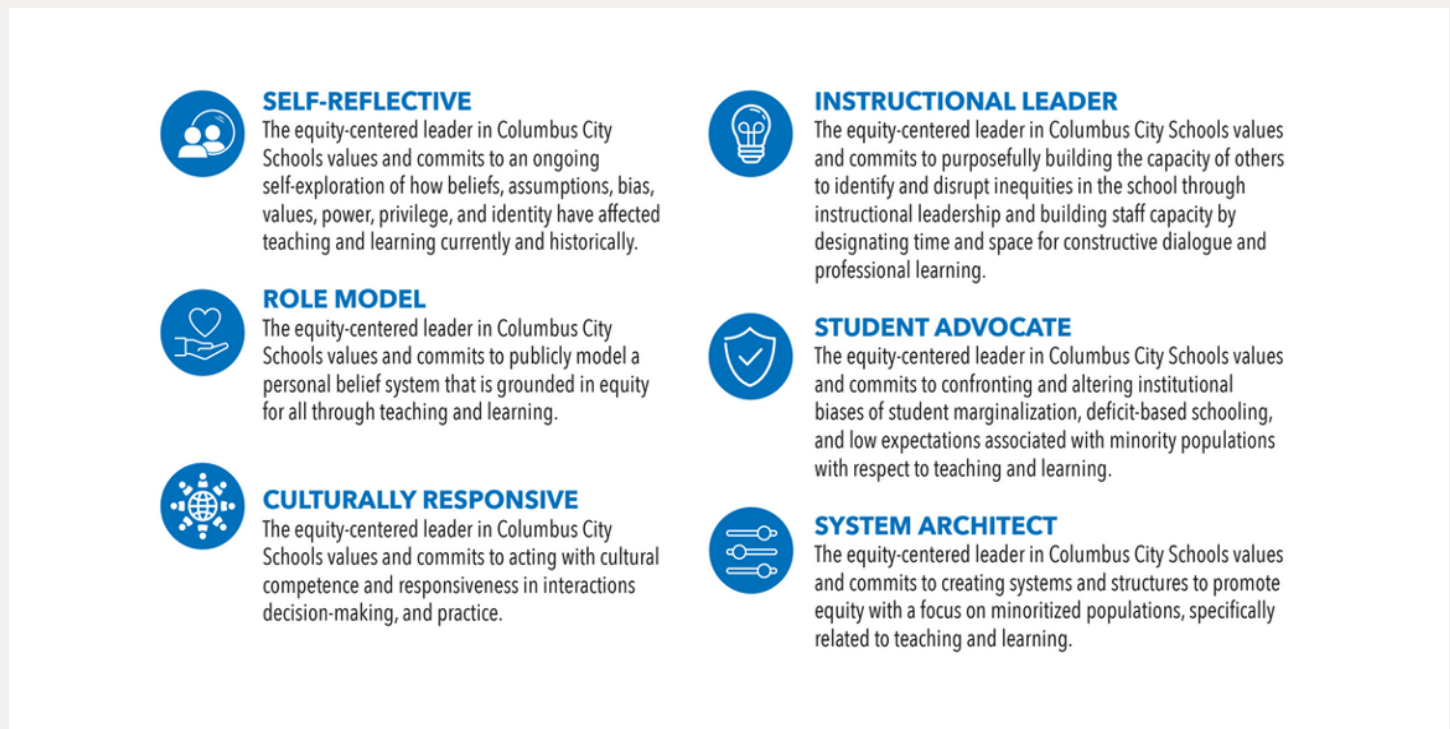 SELF-REFLECTIVE
The equity-centered leader in Columbus City
Schools values and commits to an ongoing
self-exploration of how beliefs, assumptions, bias,
values, power, privilege, and identity have affected
teaching and learning currently and historically.
ROLE MODEL
The equity-centered leader in Columbus City
Schools values and commits to publicly model a
personal belief system that is grounded in equity
for all through teaching and learning.
CULTURALLY RESPONSIVE
The equity-centered leader in Columbus City
Schools values and commits to acting with cultural
competence and responsiveness in interactions
decision-making, and practice.
INSTRUCTIONAL LEADER
The equity-centered leader in Columbus City Schools values
and commits to purposefully building the capacity of others
to identify and disrupt inequities in the school through
instructional leadership and building staff capacity by
designating time and space for constructive dialogue and
professional learning.
STUDENT ADVOCATE
The equity-centered leader in Columbus City Schools values
and commits to confronting and altering institutional
biases of student marginalization, deficit-based schooling,
and low expectations associated with minority populations
with respect to teaching and learning.
SYSTEM ARCHITECT
The equity-centered leader in Columbus City Schools values
and commits to creating systems and structures to promote
equity with a focus on minoritized populations, specifically
related to teaching and learning.